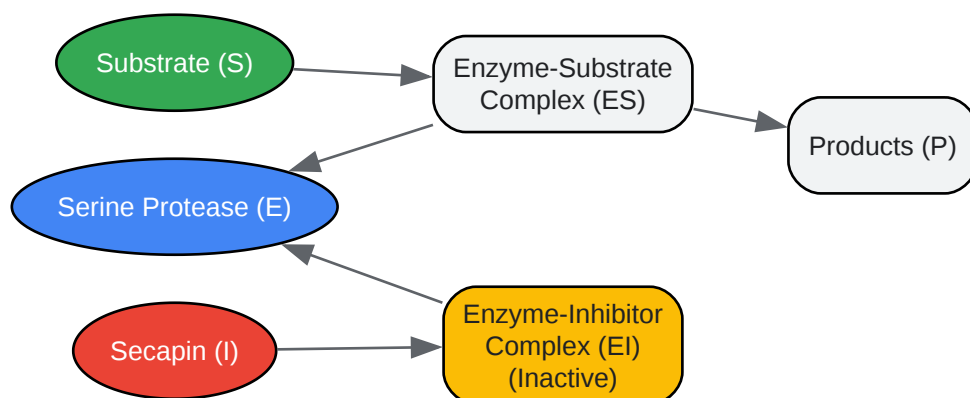 Substrate (S)
Enzyme-Substrate
Complex (ES)
Products (P)
Serine Protease (E)
Secapin (I)
Enzyme-Inhibitor
Complex (EI)
(Inactive)